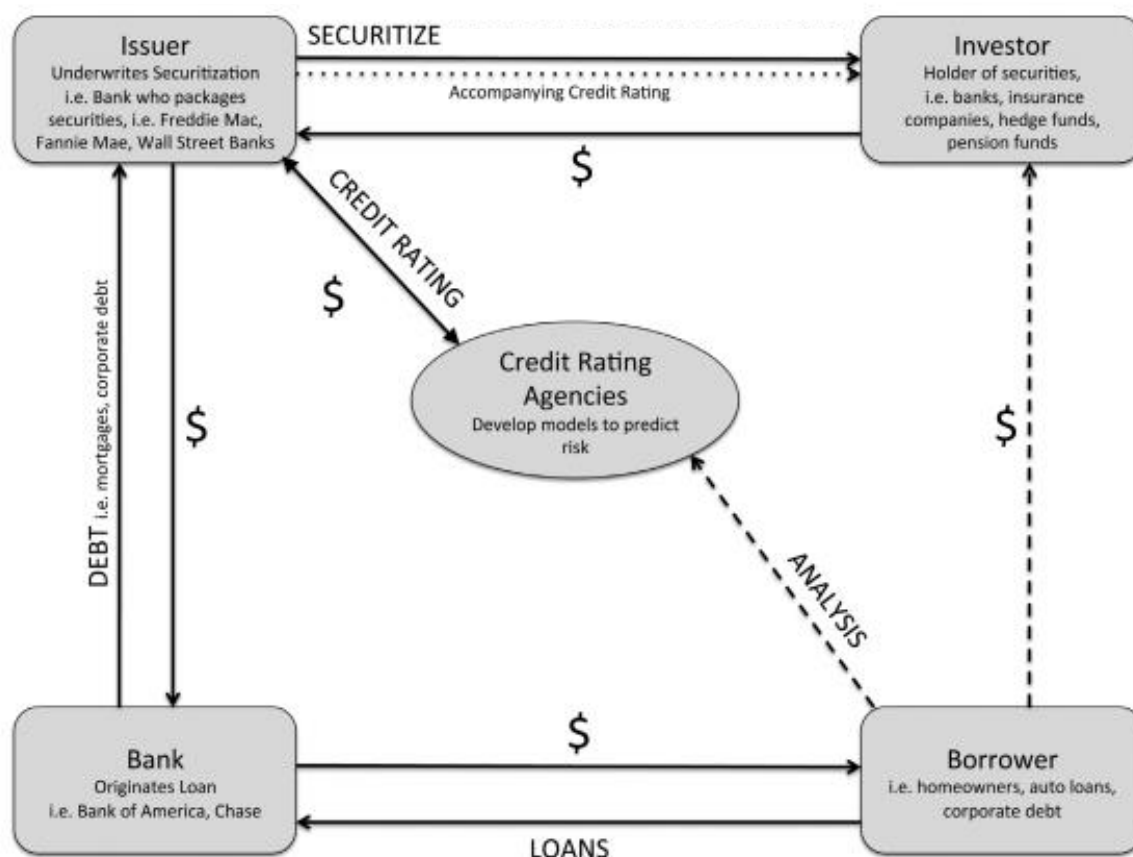 Issuer
Underwrites Securitization
i.e. Bank who packages
securities, i.e. Freddie Mac,
Fannie Mae, Wall Street Banks
SECURITIZE
Accompanying Credit Rating
$
Investor
Holder of securities,
i.e. banks, insurance
companies, hedge funds,
pension funds
CREDIT RATING
$
Credit Rating
Agencies
Develop models to predict
risk
DEBT i.e. mortgages, corporate debt
$
$
ANALYSIS
Bank
Originates Loan
i.e. Bank of America, Chase
$
LOANS
Borrower
i.e. homeowners, auto loans,
corporate debt